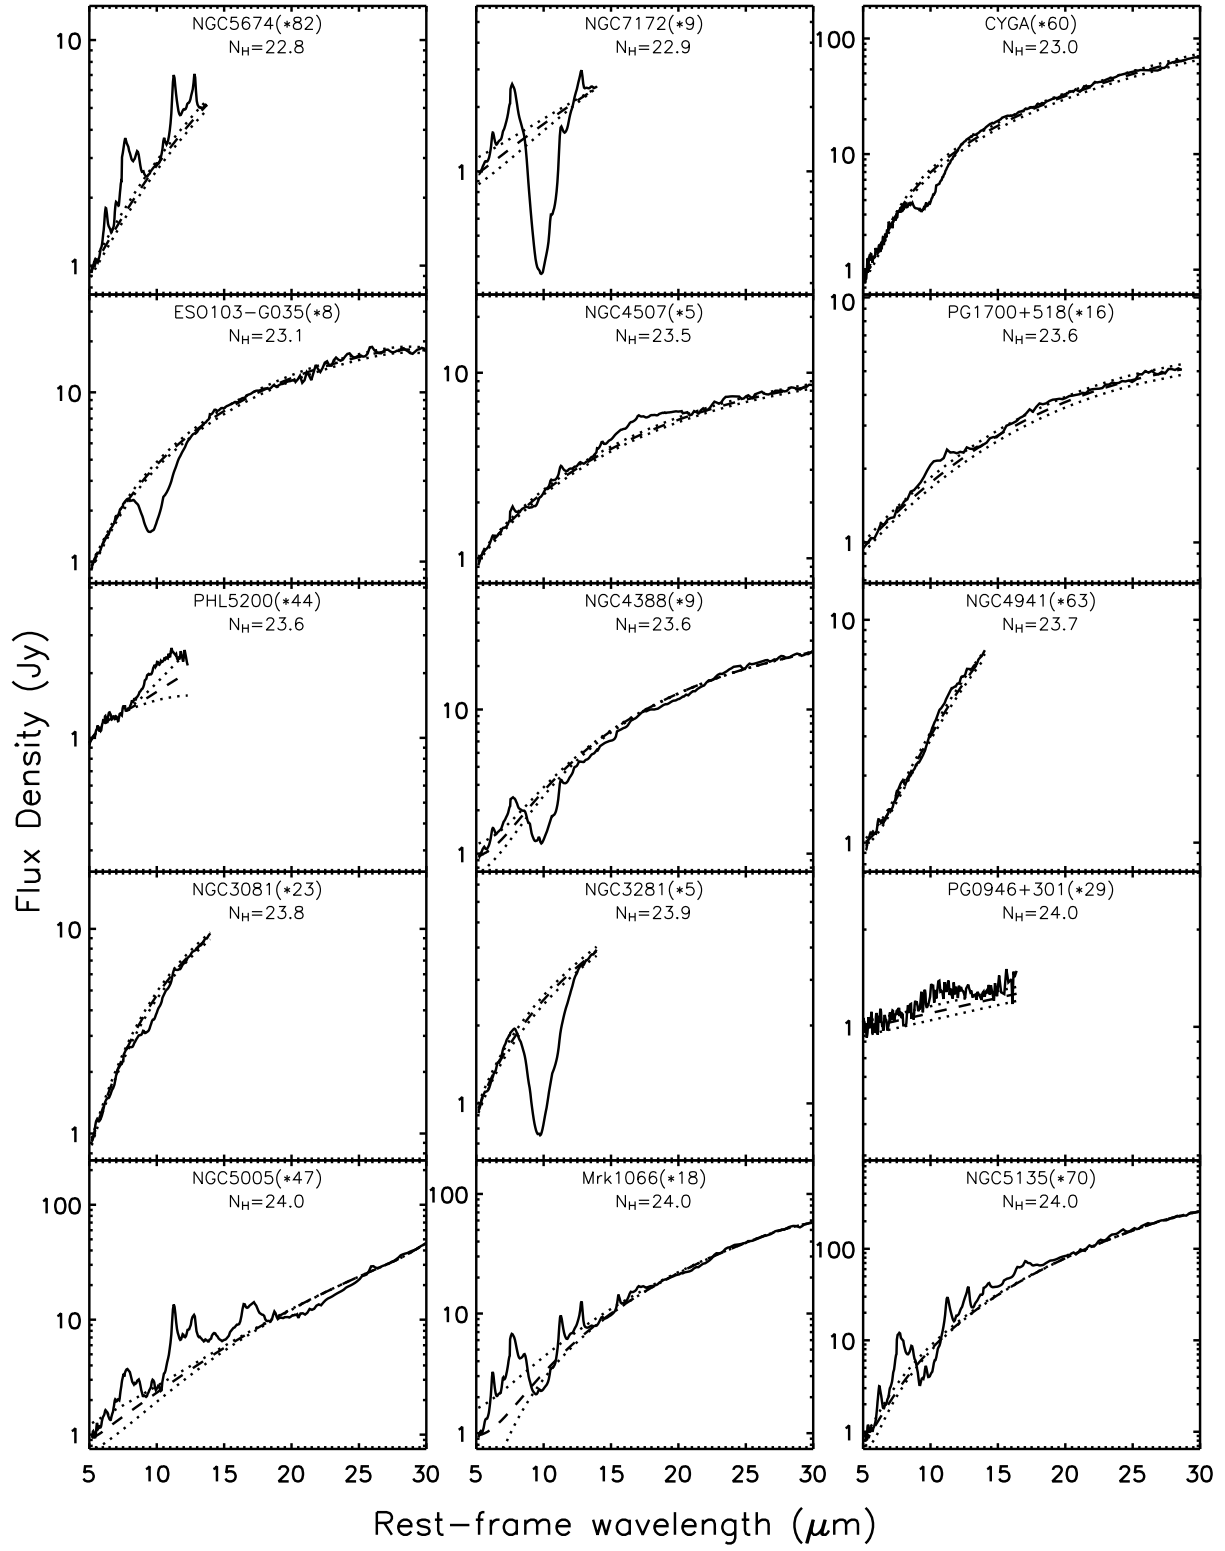 NGC5674(*82)
N_H=22.8
10
1
NGC7172(*9)
N_H=22.9
1
CYGA(*60)
N_H=23.0
100
10
1
ESO103−G035(*8)
N_H=23.1
10
1
NGC4507(*5)
N_H=23.5
10
1
PG1700+518(*16)
N_H=23.6
10
1
PHL5200(*44)
N_H=23.6
1
NGC4388(*9)
N_H=23.6
10
1
NGC4941(*63)
N_H=23.7
10
1
NGC3081(*23)
N_H=23.8
10
1
NGC3281(*5)
N_H=23.9
1
PG0946+301(*29)
N_H=24.0
1
NGC5005(*47)
N_H=24.0
100
10
1
Mrk1066(*18)
N_H=24.0
100
10
1
NGC5135(*70)
N_H=24.0
100
10
1
5 10 15 20 25 30
5 10 15 20 25 30
5 10 15 20 25 30
Flux Density (Jy)
Rest−frame wavelength (μm)